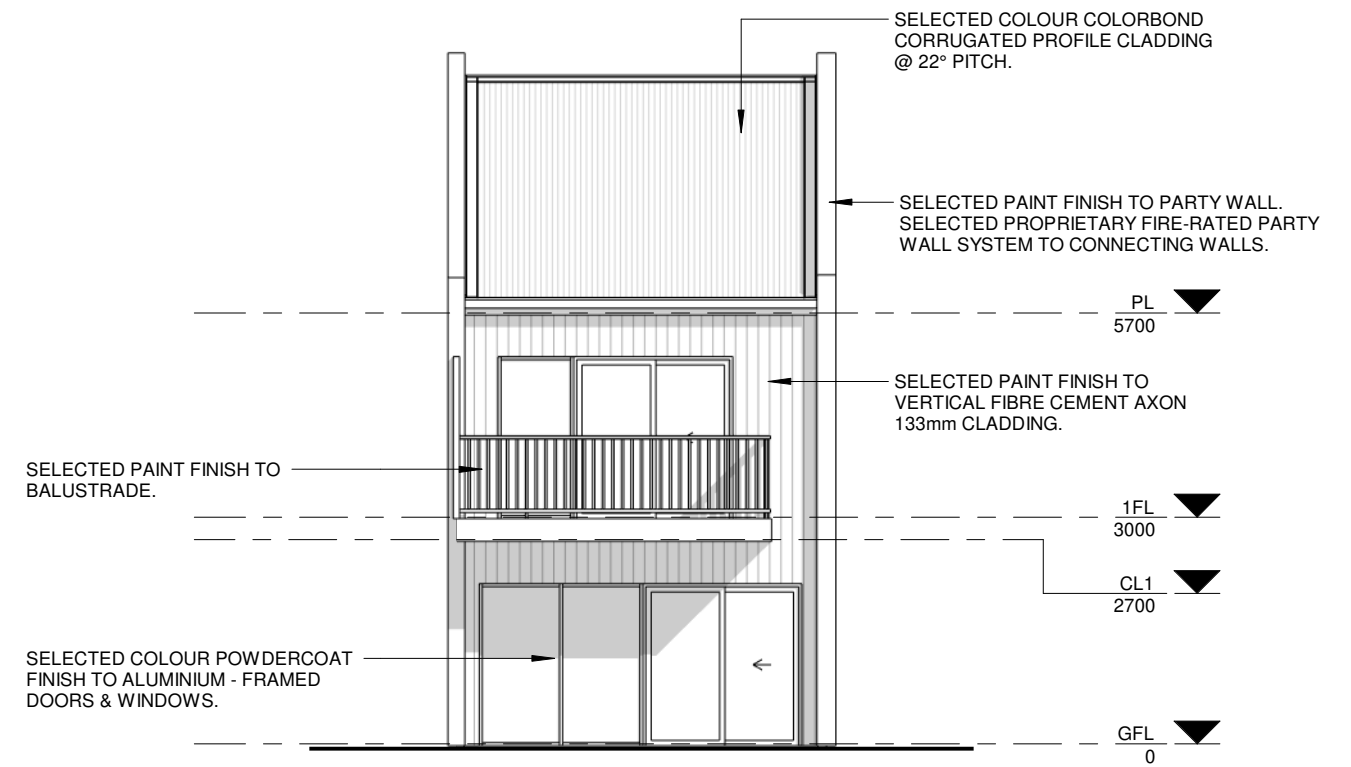 SELECTED COLOUR COLORBOND
CORRUGATED PROFILE CLADDING
@ 22° PITCH.
SELECTED PAINT FINISH TO PARTY WALL.
SELECTED PROPRIETARY FIRE-RATED PARTY
WALL SYSTEM TO CONNECTING WALLS.
PL
5700
SELECTED PAINT FINISH TO
VERTICAL FIBRE CEMENT AXON
133mm CLADDING.
SELECTED PAINT FINISH TO
BALUSTRADE.
1FL
3000
CL1
2700
SELECTED COLOUR POWDERCOAT
FINISH TO ALUMINIUM - FRAMED
DOORS & WINDOWS.
GFL
0